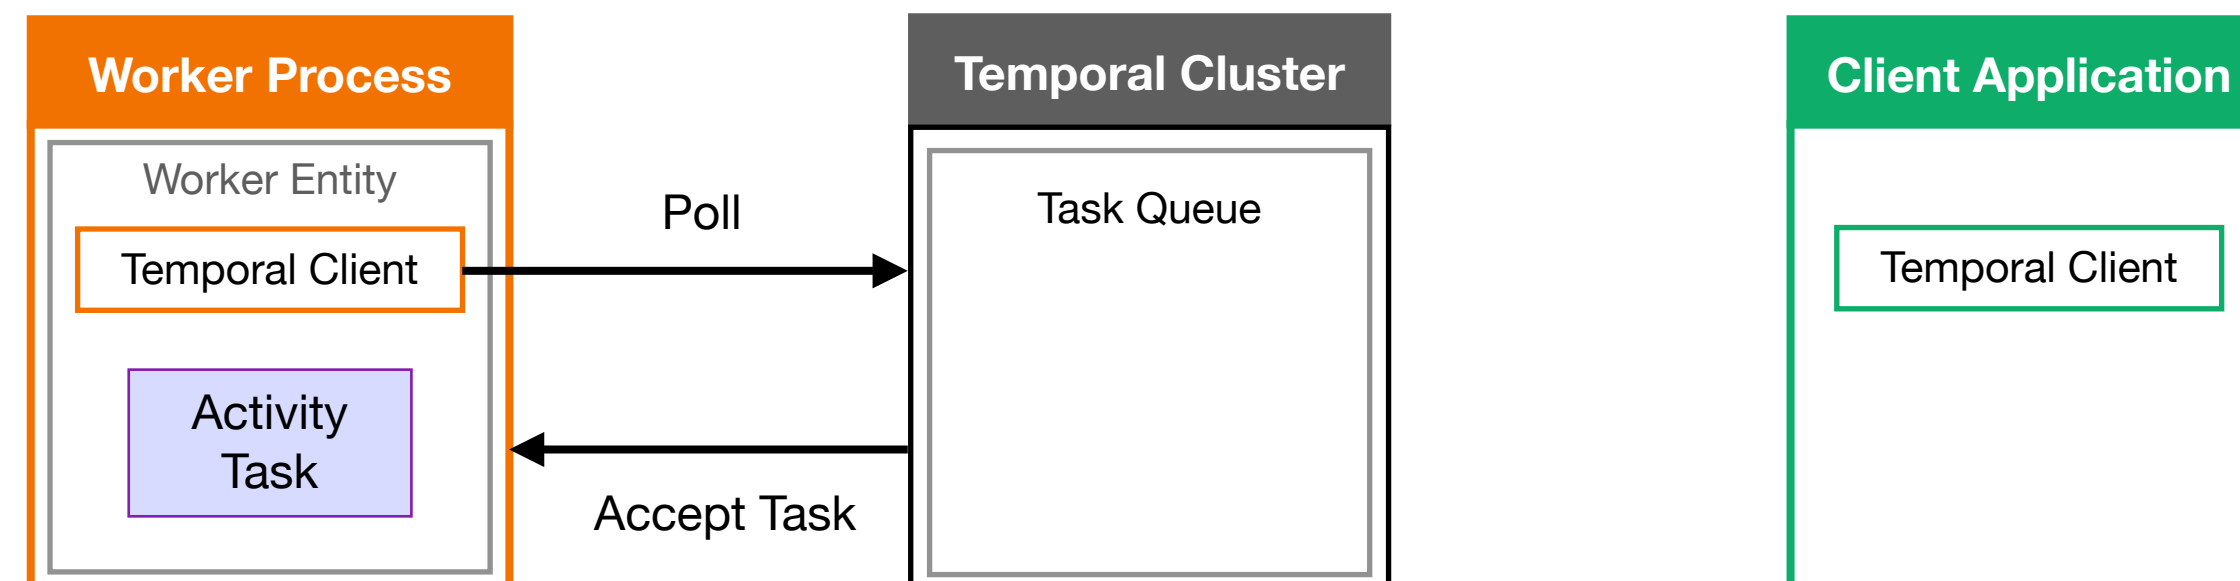 Worker Process
Temporal Cluster
Client Application
Worker Entity
Temporal Client
Activity
Task
Poll
Accept Task
Task Queue
Temporal Client